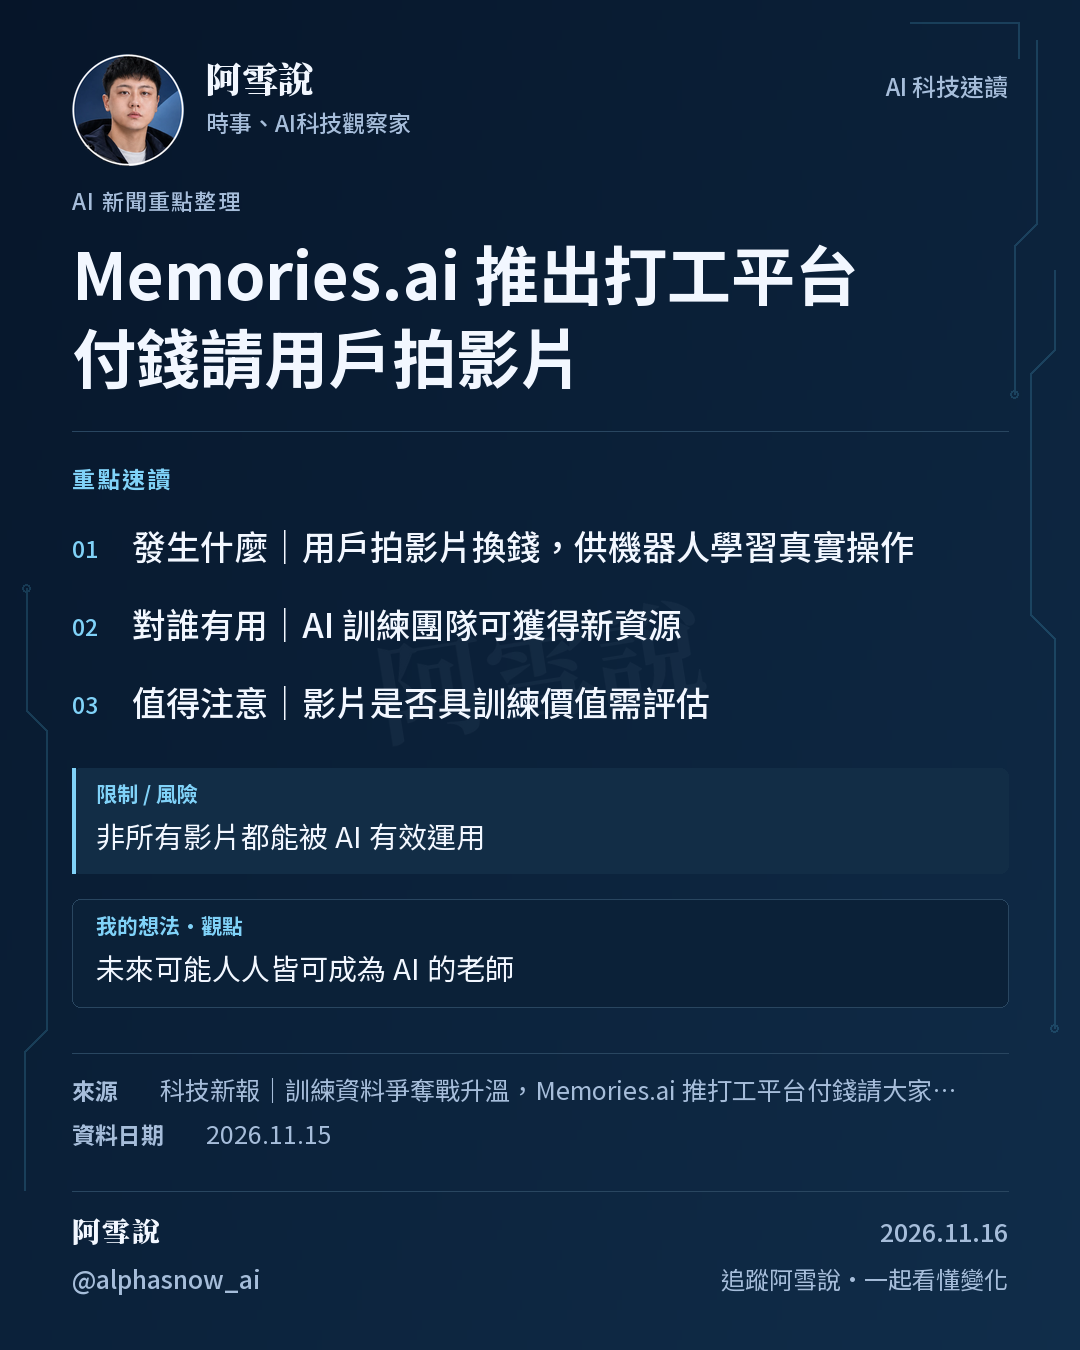 阿雪說
時事、AI科技觀察家
AI 科技速讀
AI 新聞重點整理
Memories.ai 推出打工平台
付錢請用戶拍影片
重點速讀
01 發生什麼｜用戶拍影片換錢，供機器人學習真實操作
02 對誰有用｜AI 訓練團隊可獲得新資源
03 值得注意｜影片是否具訓練價值需評估
阿雪說
限制 / 風險
非所有影片都能被 AI 有效運用
我的想法・觀點
未來可能人人皆可成為 AI 的老師
來源 科技新報｜訓練資料爭奪戰升溫，Memories.ai 推打工平台付錢請大家…
資料日期 2026.11.15
阿雪說
2026.11.16
@alphasnow_ai
追蹤阿雪說・一起看懂變化